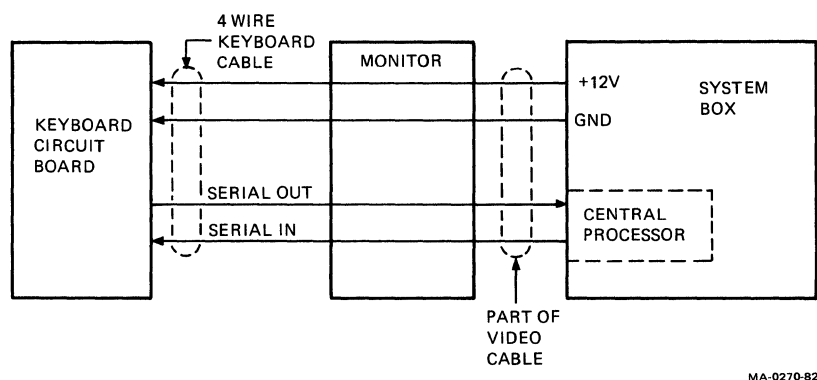 4 WIRE
KEYBOARD
CABLE
MONITOR
+12V
SYSTEM
BOX
GND
KEYBOARD
CIRCUIT
BOARD
SERIAL OUT
CENTRAL
PROCESSOR
SERIAL IN
PART OF
VIDEO
CABLE
MA-0270-82